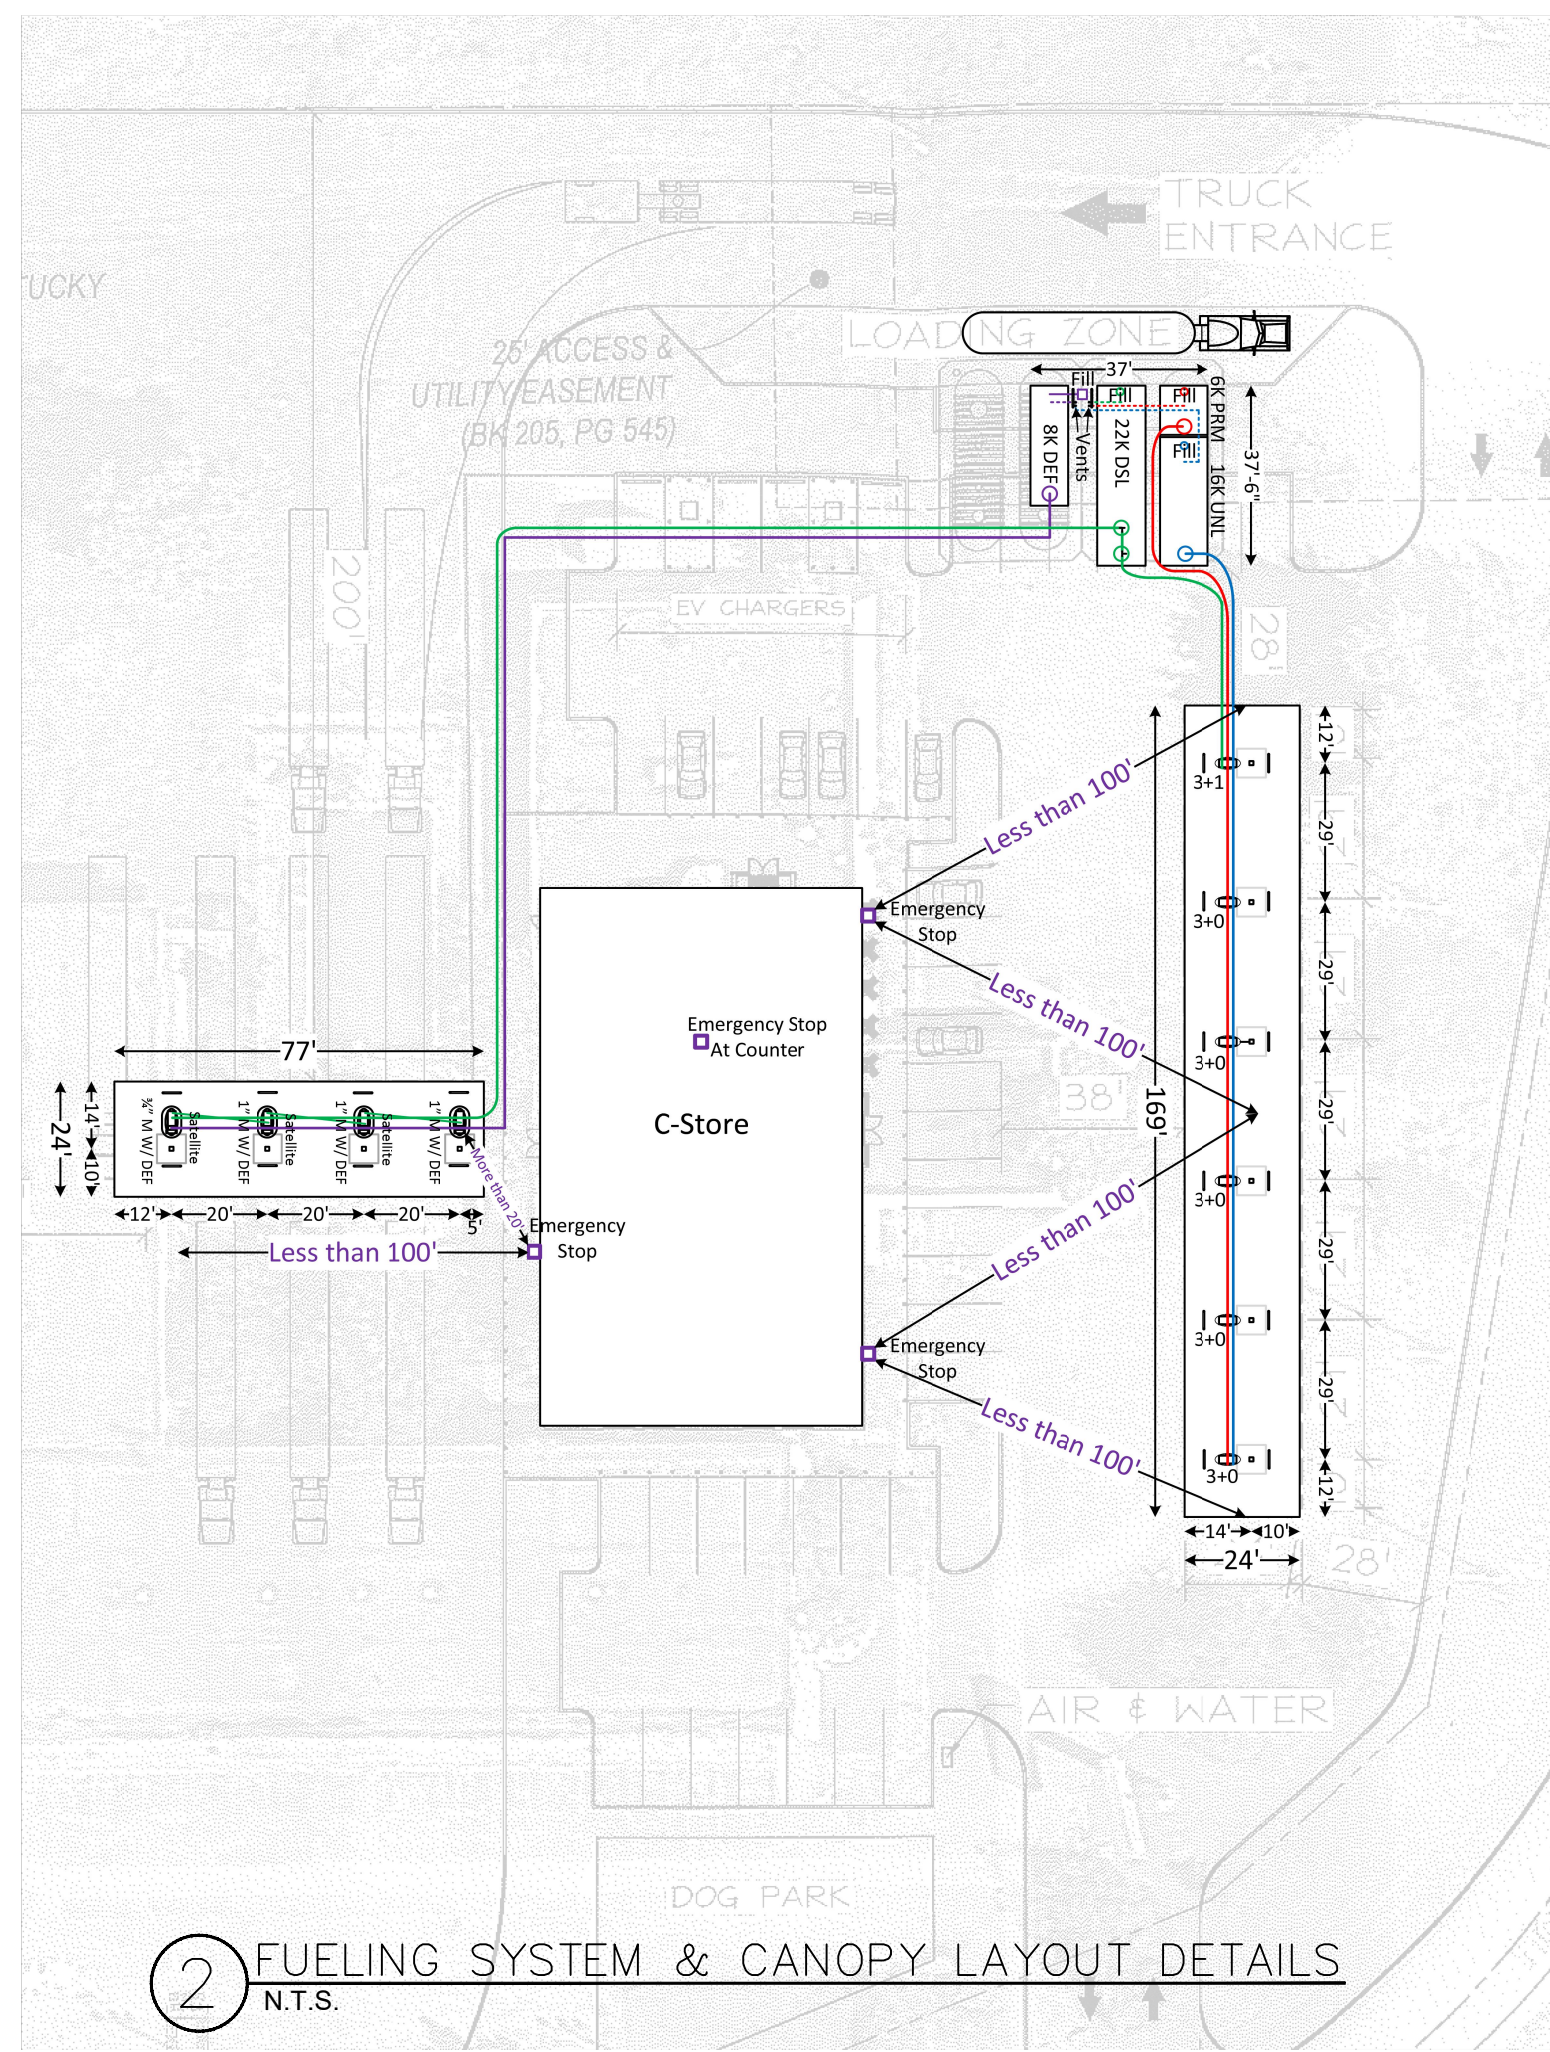 TRUCK
ENTRANCE
TUCKY
LOADING ZONE
25' ACCESS &
UTILITY EASEMENT
(BK 205, PG 545)
37'
Fill
Fill
Fill
Fill
Vents
8K DEF
22K DSL
6K PRM
16K UNL
37'-6"
200'
EV CHARGERS
28'
12'
29'
29'
29'
29'
29'
12'
3+1
3+0
3+0
3+0
3+0
3+0
169'
14'
10'
24'
28'
Less than 100'
Emergency
Stop
Less than 100'
Emergency Stop
At Counter
C-Store
38'
Less than 100'
Emergency
Stop
Less than 100'
77'
24'
14'
10'
¾" M W/ DEF
Satellite
1" M W/ DEF
Satellite
1" M W/ DEF
Satellite
1" M W/ DEF
More than 20'
12'
20'
20'
20'
5'
Less than 100'
Emergency
Stop
AIR & WATER
DOG PARK
2
FUELING SYSTEM & CANOPY LAYOUT DETAILS
N.T.S.